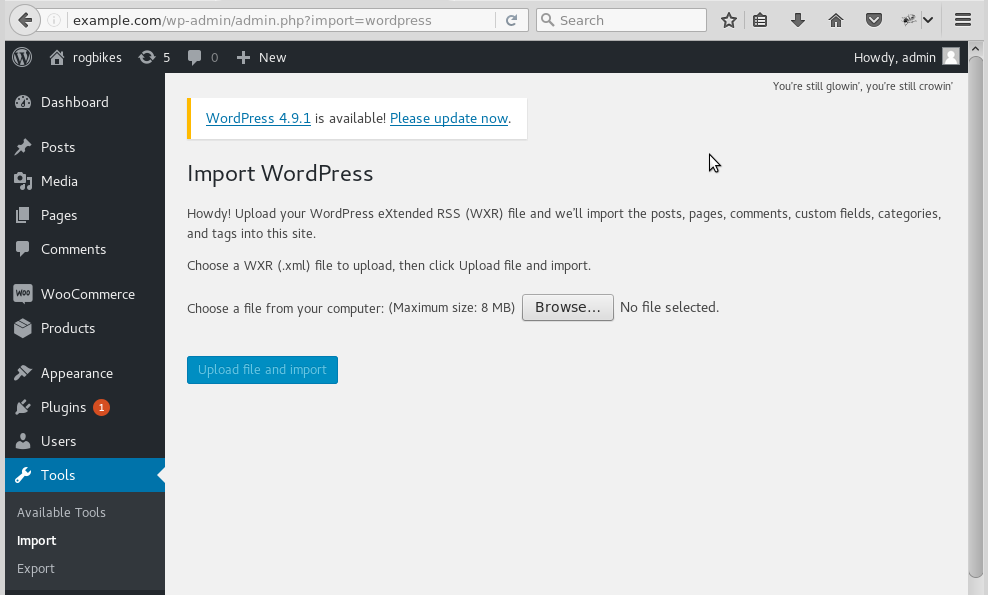 example.com/wp-admin/admin.php?import=wordpress
Search
rogbikes
5
0
New
Howdy, admin
You're still glowin', you're still crowin'
Dashboard
Posts
Media
Pages
Comments
WOO
WooCommerce
Products
Appearance
Plugins 1
Users
Tools
Available Tools
Import
Export
WordPress 4.9.1 is available! Please update now.
Import WordPress
Howdy! Upload your WordPress eXtended RSS (WXR) file and we'll import the posts, pages, comments, custom fields, categories,
and tags into this site.
Choose a WXR (.xml) file to upload, then click Upload file and import.
Choose a file from your computer: (Maximum size: 8 MB) Browse... No file selected.
Upload file and import